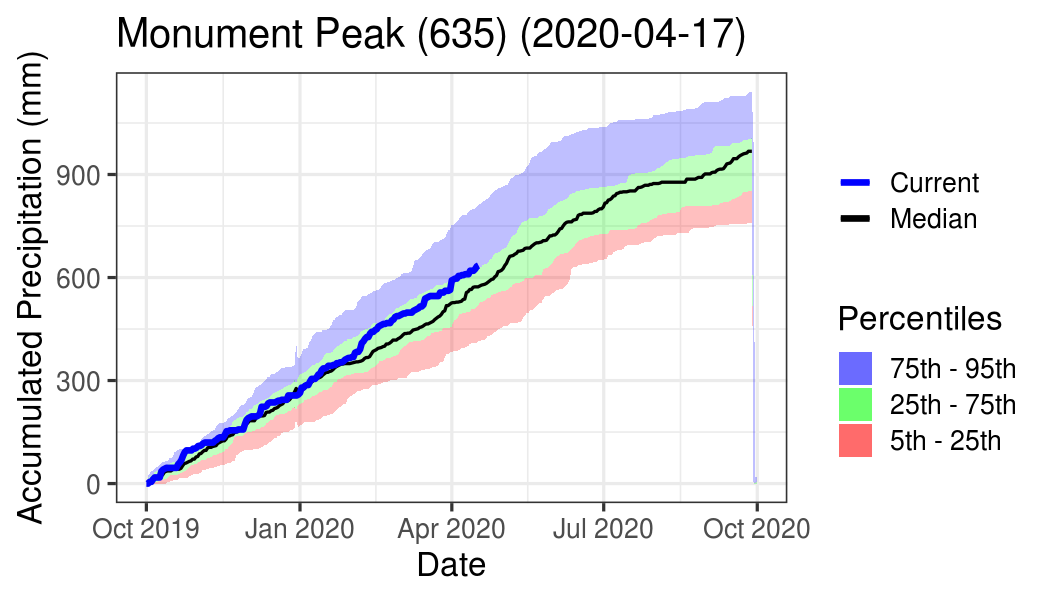 Monument Peak (635) (2020-04-17)
Accumulated Precipitation (mm)
900
600
300
0
Oct 2019
Jan 2020
Apr 2020
Jul 2020
Oct 2020
Date
Current
Median
Percentiles
75th - 95th
25th - 75th
5th - 25th